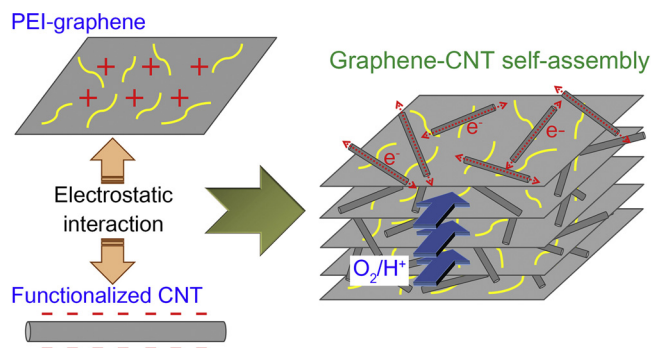 PEI-graphene
+ + +
+ + + +
Electrostatic
interaction
Functionalized CNT
Graphene-CNT self-assembly
e⁻
e-
e⁻
O₂/H⁺